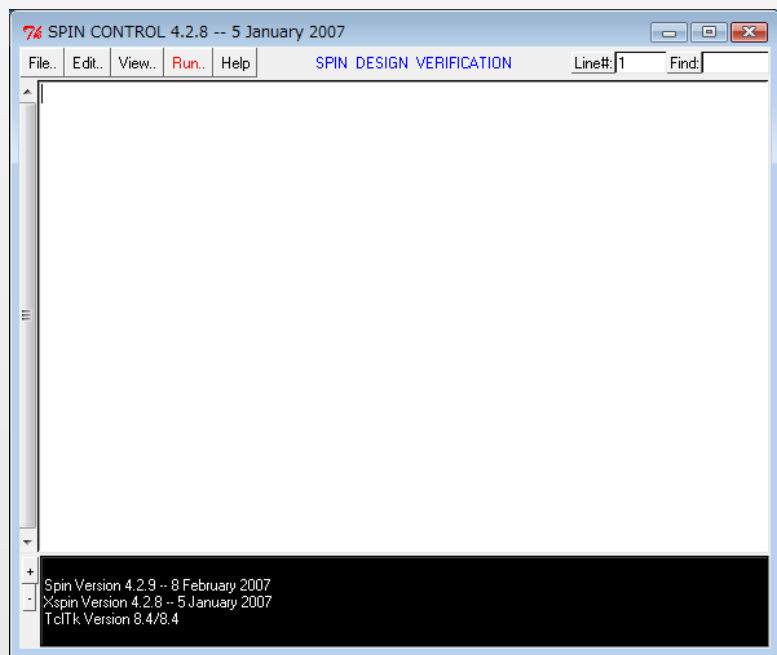 SPIN CONTROL 4.2.8 -- 5 January 2007
File.. Edit.. View.. Run.. Help SPIN DESIGN VERIFICATION Line#: 1 Find:
+
Spin Version 4.2.9 -- 8 February 2007
-
Xspin Version 4.2.8 -- 5 January 2007
TclTk Version 8.4/8.4